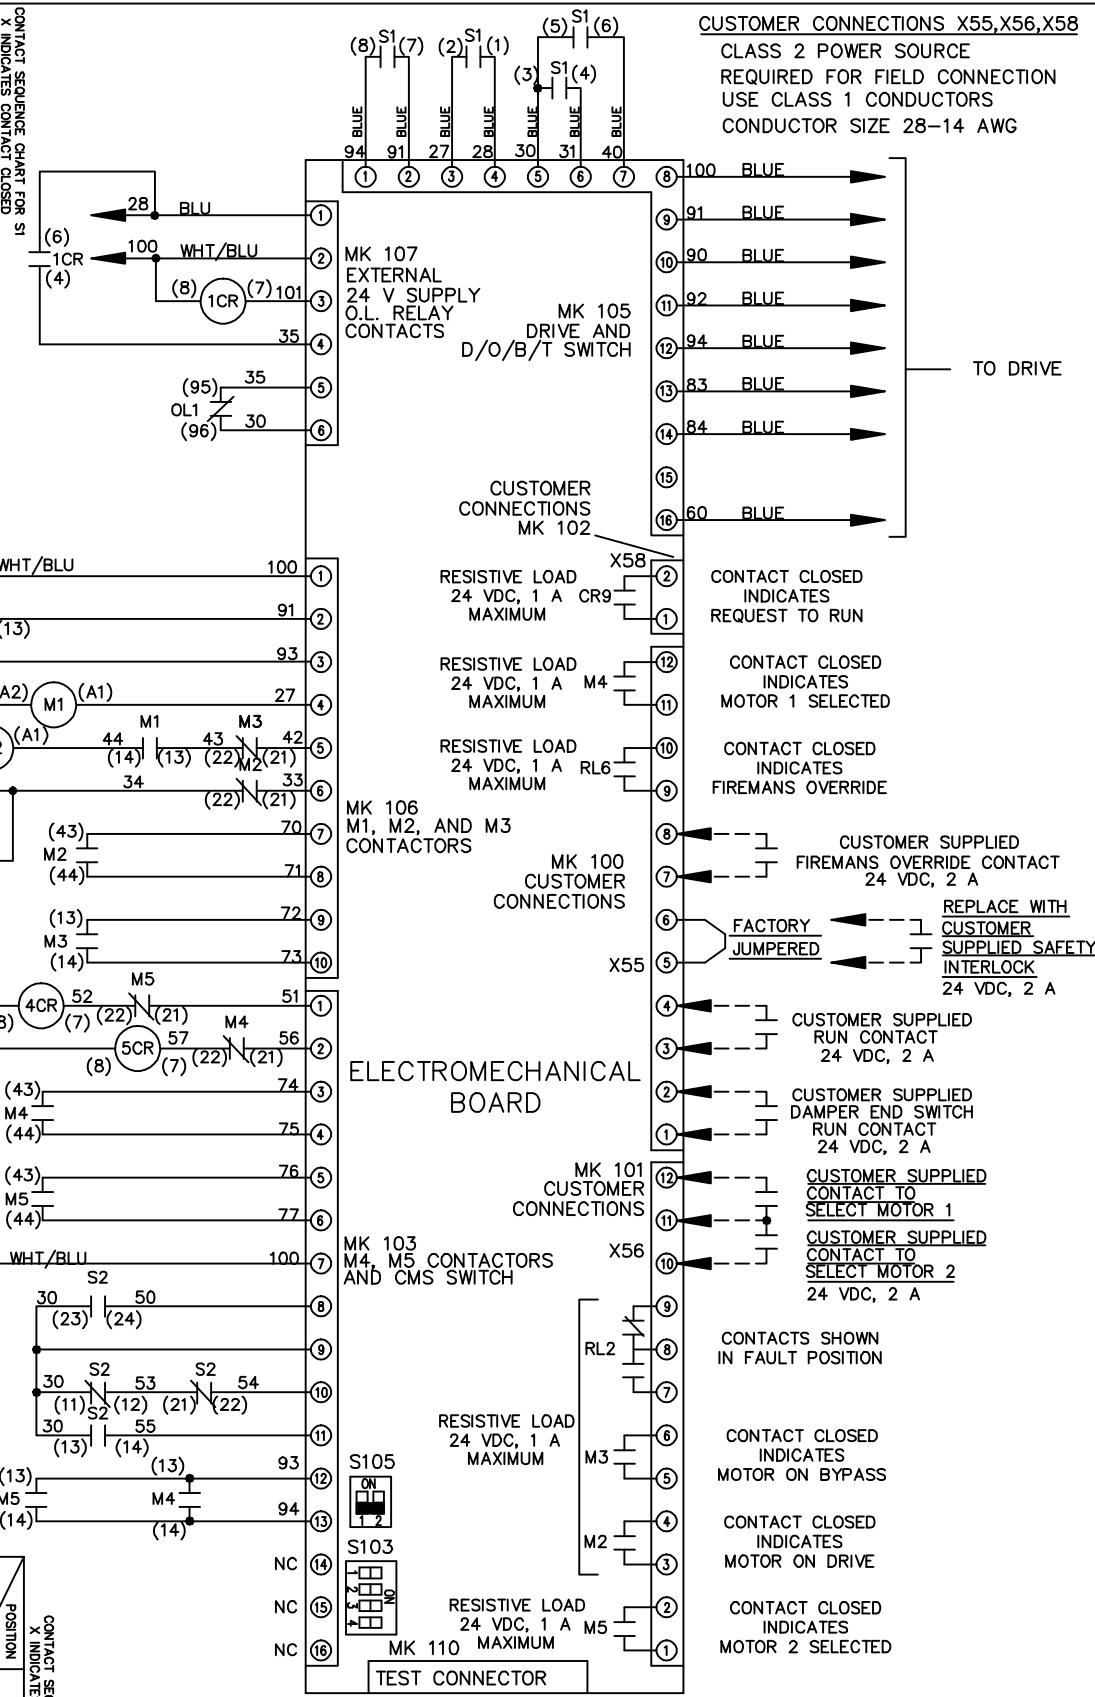 CUSTOMER CONNECTIONS X55,X56,X58
CLASS 2 POWER SOURCE
REQUIRED FOR FIELD CONNECTION
USE CLASS 1 CONDUCTORS
CONDUCTOR SIZE 28-14 AWG
CONTACT SEQUENCE CHART FOR S1
X INDICATES CONTACT CLOSED
(8) S1 (7)
(2) S1 (1)
(5) S1 (6)
(3) S1 (4)
BLUE BLUE BLUE BLUE BLUE BLUE BLUE
94 91 27 28 30 31 40
1 2 3 4 5 6 7
8 100 BLUE
9 91 BLUE
10 90 BLUE
11 92 BLUE
12 94 BLUE
13 83 BLUE
14 84 BLUE
15
16 60 BLUE
TO DRIVE
MK 105
DRIVE AND
D/O/B/T SWITCH
28 BLU 1
100 WHT/BLU 2
(8) 1CR (7) 101 3
35 4
(6)
1CR
(4)
(95) 35 5
OL1
(96) 30 6
MK 107
EXTERNAL
24 V SUPPLY
O.L. RELAY
CONTACTS
CUSTOMER
CONNECTIONS
MK 102
X58
WHT/BLU 100 1
91 2
(13)
93 3
A2) M1 (A1) 27 4
2 (A1) 44 M1 43 M3 42 5
(14) (13) (22) (21)
34 M2 33 6
(22) (21)
(43) 70 7
M2
(44) 71 8
(13) 72 9
M3
(14) 73 10
MK 106
M1, M2, AND M3
CONTACTORS
RESISTIVE LOAD
24 VDC, 1 A CR9
MAXIMUM
2
1
CONTACT CLOSED
INDICATES
REQUEST TO RUN
RESISTIVE LOAD
24 VDC, 1 A M4
MAXIMUM
12
11
CONTACT CLOSED
INDICATES
MOTOR 1 SELECTED
RESISTIVE LOAD
24 VDC, 1 A RL6
MAXIMUM
10
9
CONTACT CLOSED
INDICATES
FIREMANS OVERRIDE
MK 100
CUSTOMER
CONNECTIONS
X55
8
7
CUSTOMER SUPPLIED
FIREMANS OVERRIDE CONTACT
24 VDC, 2 A
6
5
FACTORY
JUMPERED
REPLACE WITH
CUSTOMER
SUPPLIED SAFETY
INTERLOCK
24 VDC, 2 A
4
3
CUSTOMER SUPPLIED
RUN CONTACT
24 VDC, 2 A
2
1
CUSTOMER SUPPLIED
DAMPER END SWITCH
RUN CONTACT
24 VDC, 2 A
ELECTROMECHANICAL
BOARD
4CR 52 M5 51 1
(7) (22) (21)
5CR 57 M4 56 2
(8) (7) (22) (21)
(43) 74 3
M4
(44) 75 4
(43) 76 5
M5
(44) 77 6
WHT/BLU 100 7
MK 103
M4, M5 CONTACTORS
AND CMS SWITCH
30 S2 50 8
(23) (24)
9
30 S2 53 S2 54 10
(11) (12) (21) (22)
30 S2 55 11
(13) (14)
(13) (13) 93 12
M5 M4
(14) (14) 94 13
NC 14
NC 15
NC 16
S105
ON
1 2
S103
1
2
3
4
ON
MK 110
TEST CONNECTOR
MK 101
CUSTOMER
CONNECTIONS
X56
12
11
10
CUSTOMER SUPPLIED
CONTACT TO
SELECT MOTOR 1
CUSTOMER SUPPLIED
CONTACT TO
SELECT MOTOR 2
24 VDC, 2 A
RL2
9
8
7
CONTACTS SHOWN
IN FAULT POSITION
RESISTIVE LOAD
24 VDC, 1 A
MAXIMUM
M3
6
5
CONTACT CLOSED
INDICATES
MOTOR ON BYPASS
M2
4
3
CONTACT CLOSED
INDICATES
MOTOR ON DRIVE
RESISTIVE LOAD
24 VDC, 1 A M5
MAXIMUM
2
1
CONTACT CLOSED
INDICATES
MOTOR 2 SELECTED
POSITION
CONTACT SE
X INDICATE